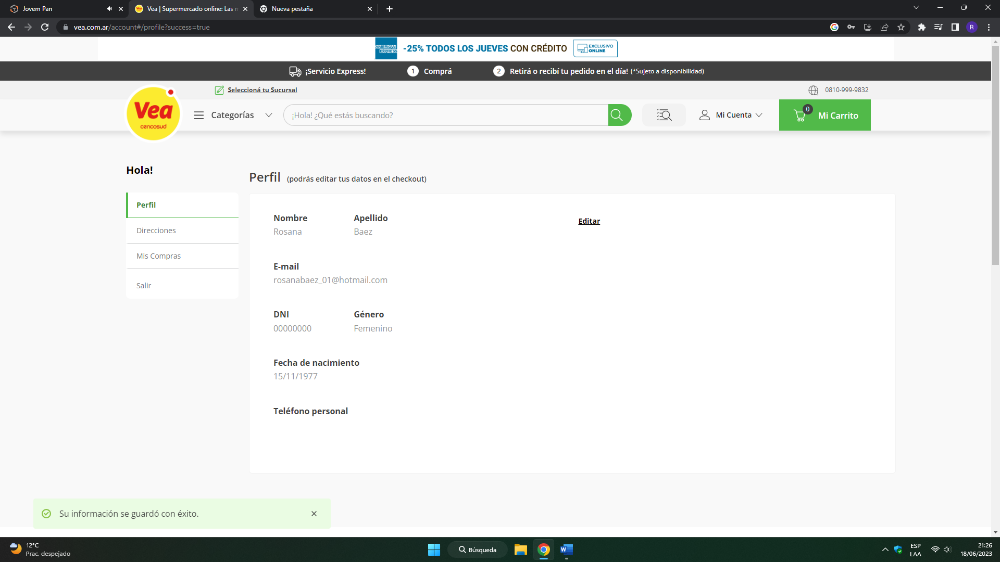 Jovem Pan
Vea | Supermercado online: Las m
Nueva pestaña
vea.com.ar/account#/profile?success=true
R
AMERICAN EXPRESS
-25% TODOS LOS JUEVES CON CRÉDITO
EXCLUSIVO ONLINE
¡Servicio Express!
1 Comprá
2 Retirá o recibí tu pedido en el día! (*Sujeto a disponibilidad)
Seleccioná tu Sucursal
0810-999-9832
Vea
cencosud
Categorías
¡Hola! ¿Qué estás buscando?
Mi Cuenta
0
Mi Carrito
Hola!
Perfil
Direcciones
Mis Compras
Salir
Perfil (podrás editar tus datos en el checkout)
Nombre Apellido
Rosana Baez
Editar
E-mail
rosanabaez_01@hotmail.com
DNI Género
00000000 Femenino
Fecha de nacimiento
15/11/1977
Teléfono personal
Su información se guardó con éxito.
12°C
Prac. despejado
Búsqueda
W
ESP
LAA
21:26
18/06/2023